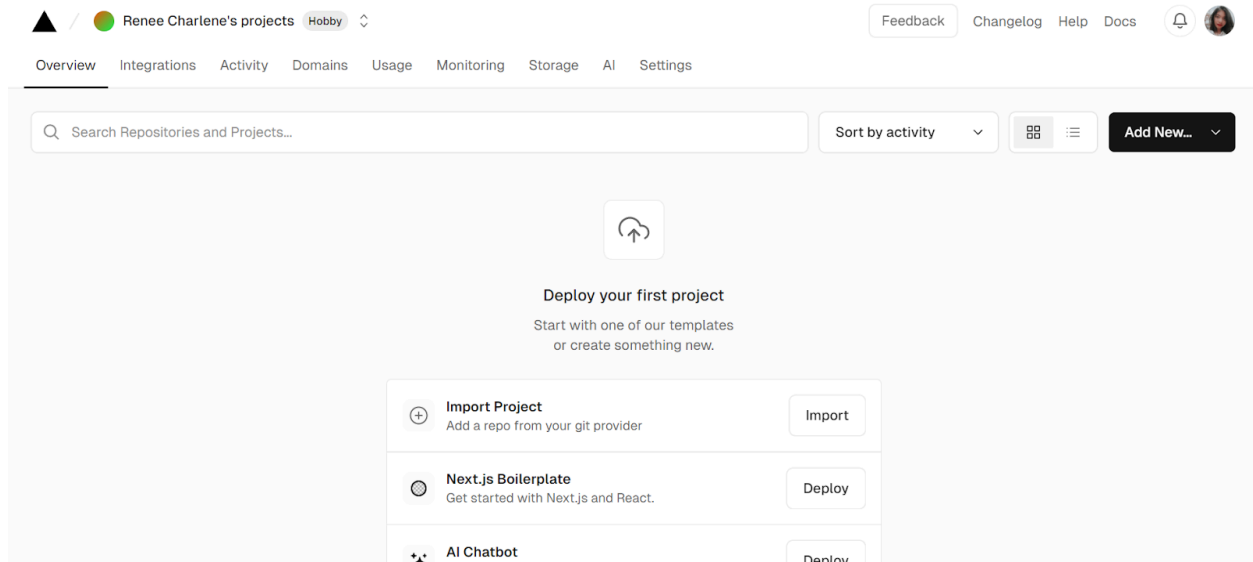 Renee Charlene's projects Hobby
Feedback Changelog Help Docs
Overview Integrations Activity Domains Usage Monitoring Storage AI Settings
Search Repositories and Projects...
Sort by activity
Add New...
Deploy your first project
Start with one of our templates
or create something new.
Import Project
Add a repo from your git provider
Import
Next.js Boilerplate
Get started with Next.js and React.
Deploy
AI Chatbot
Deploy